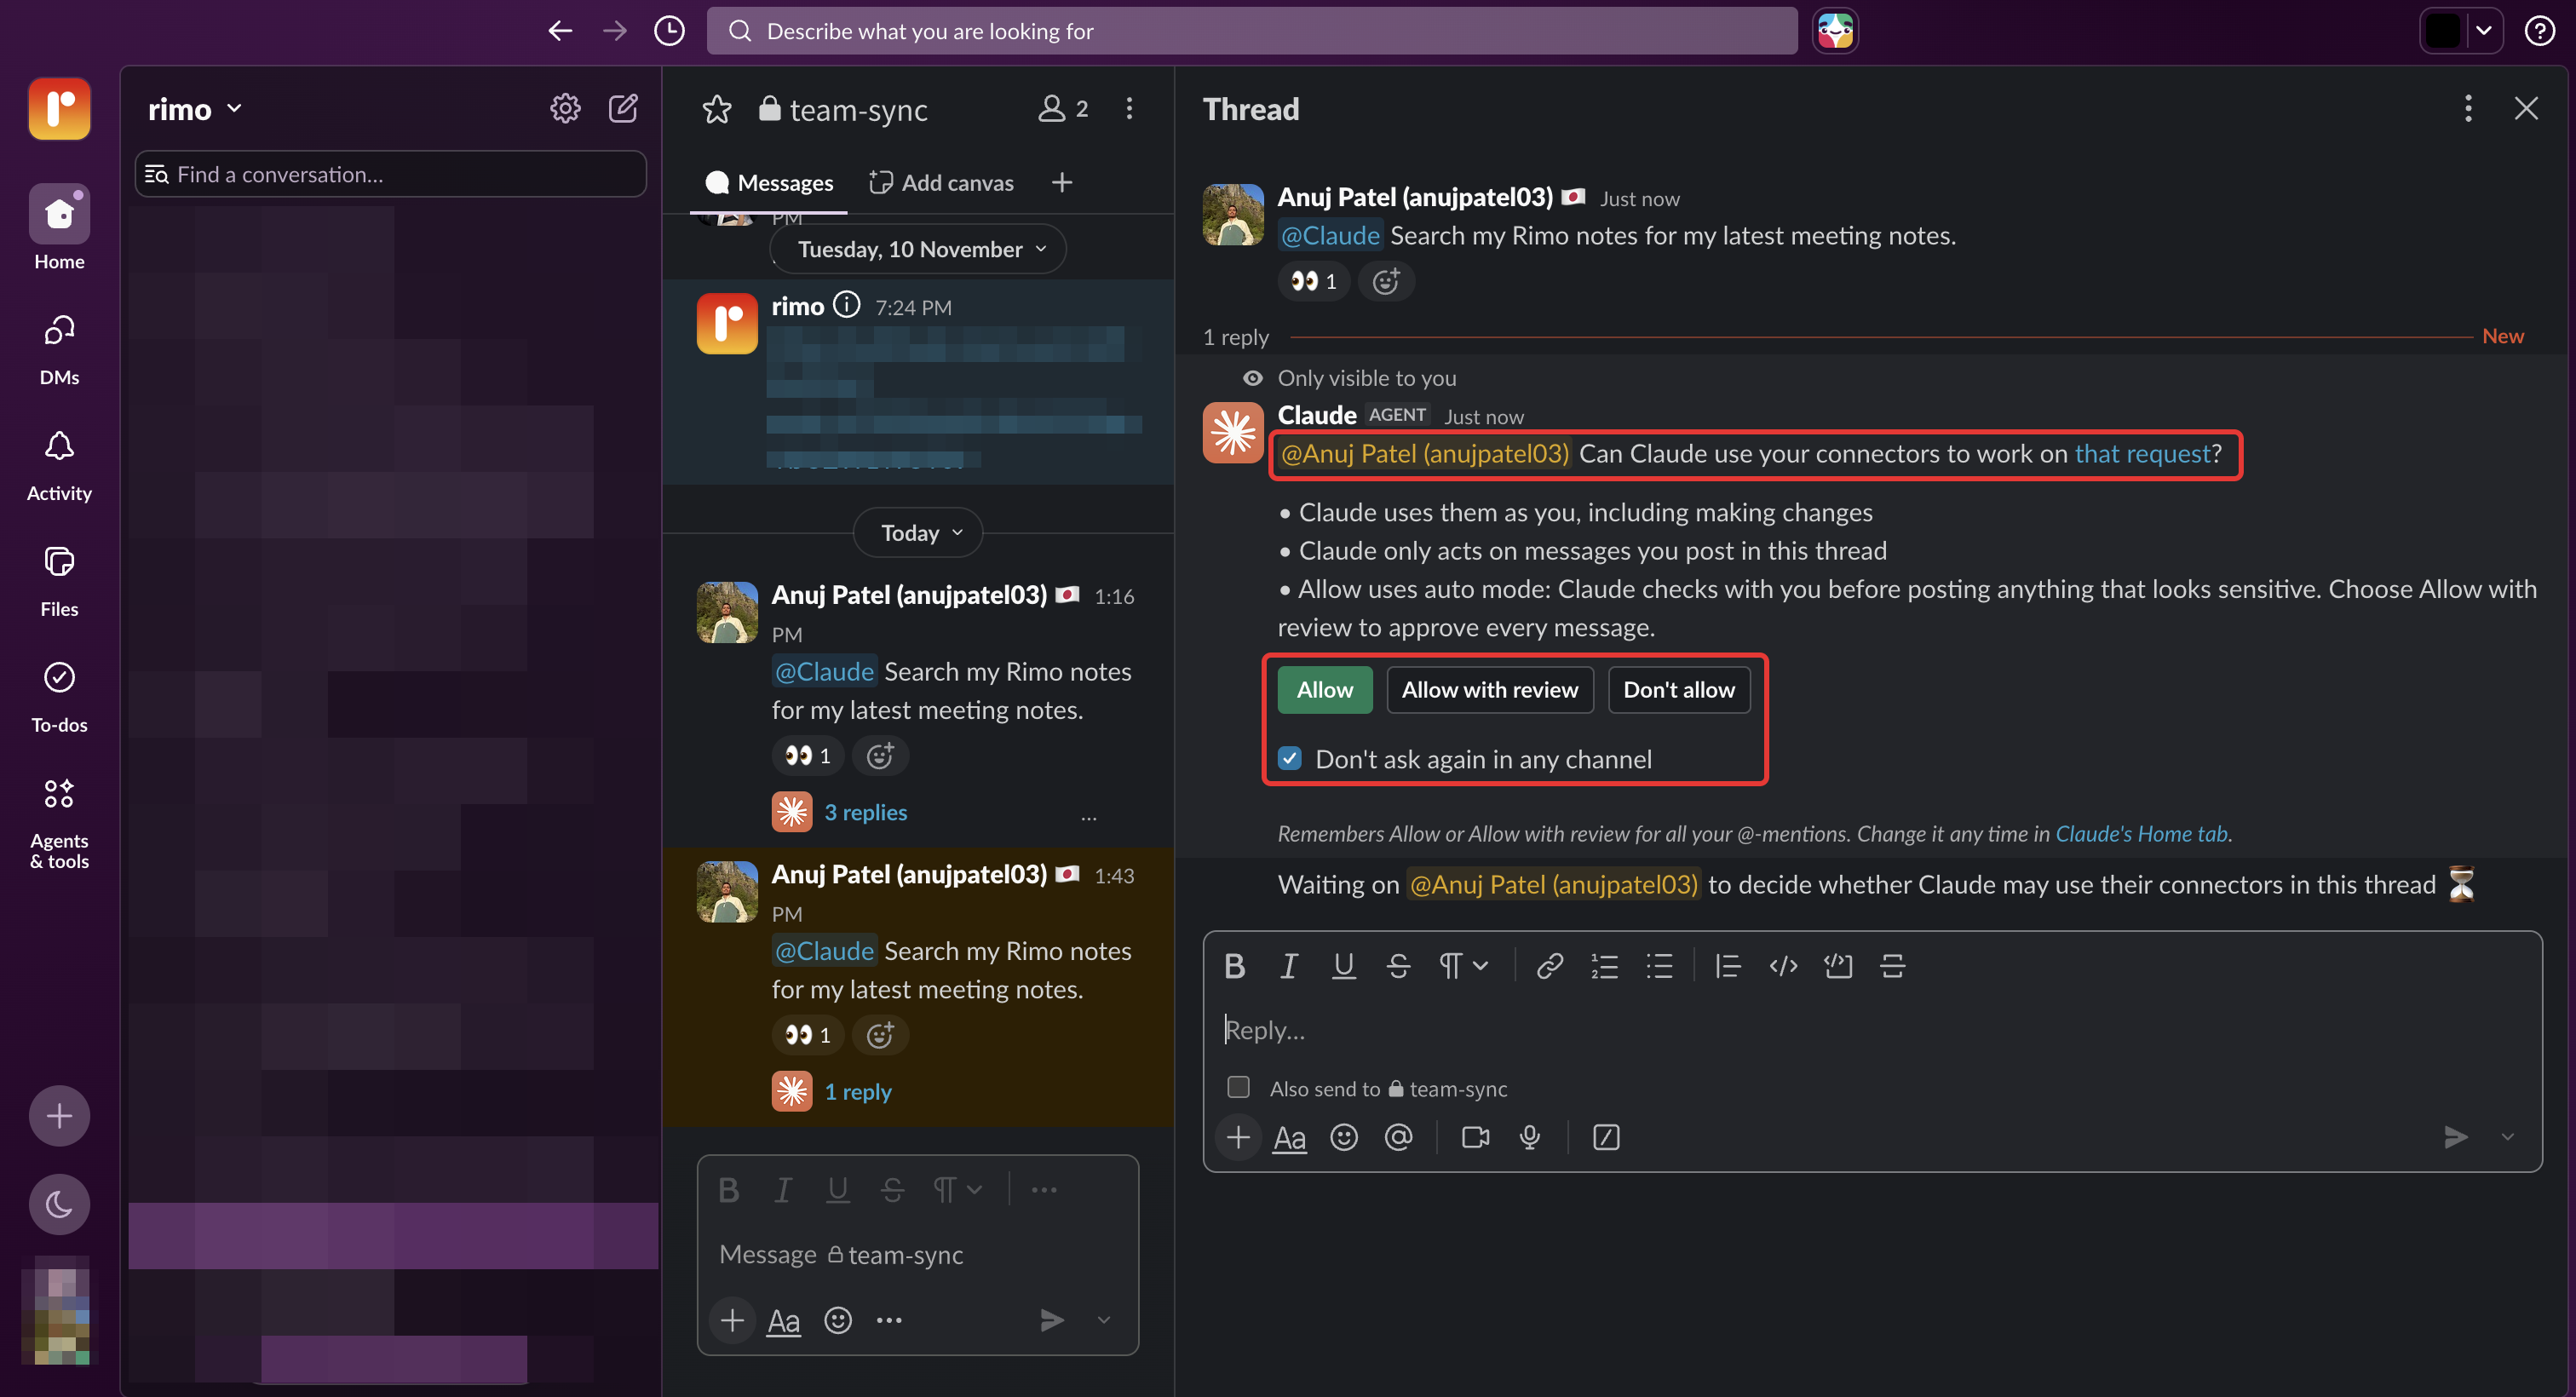 Describe what you are looking for
rimo
Find a conversation...
Home
DMs
Activity
Files
To-dos
Agents
& tools
team-sync
2
Messages
Add canvas
PM
Tuesday, 10 November
rimo 7:24 PM
Today
Anuj Patel (anujpatel03) 1:16
PM
@Claude Search my Rimo notes
for my latest meeting notes.
1
3 replies
...
Anuj Patel (anujpatel03) 1:43
PM
@Claude Search my Rimo notes
for my latest meeting notes.
1
1 reply
Message team-sync
Aa
Thread
Anuj Patel (anujpatel03) Just now
@Claude Search my Rimo notes for my latest meeting notes.
1
1 reply
New
Only visible to you
Claude AGENT Just now
@Anuj Patel (anujpatel03) Can Claude use your connectors to work on that request?
• Claude uses them as you, including making changes
• Claude only acts on messages you post in this thread
• Allow uses auto mode: Claude checks with you before posting anything that looks sensitive. Choose Allow with
review to approve every message.
Allow
Allow with review
Don't allow
Don't ask again in any channel
Remembers Allow or Allow with review for all your @-mentions. Change it any time in Claude's Home tab.
Waiting on @Anuj Patel (anujpatel03) to decide whether Claude may use their connectors in this thread
Reply...
Also send to team-sync
Aa